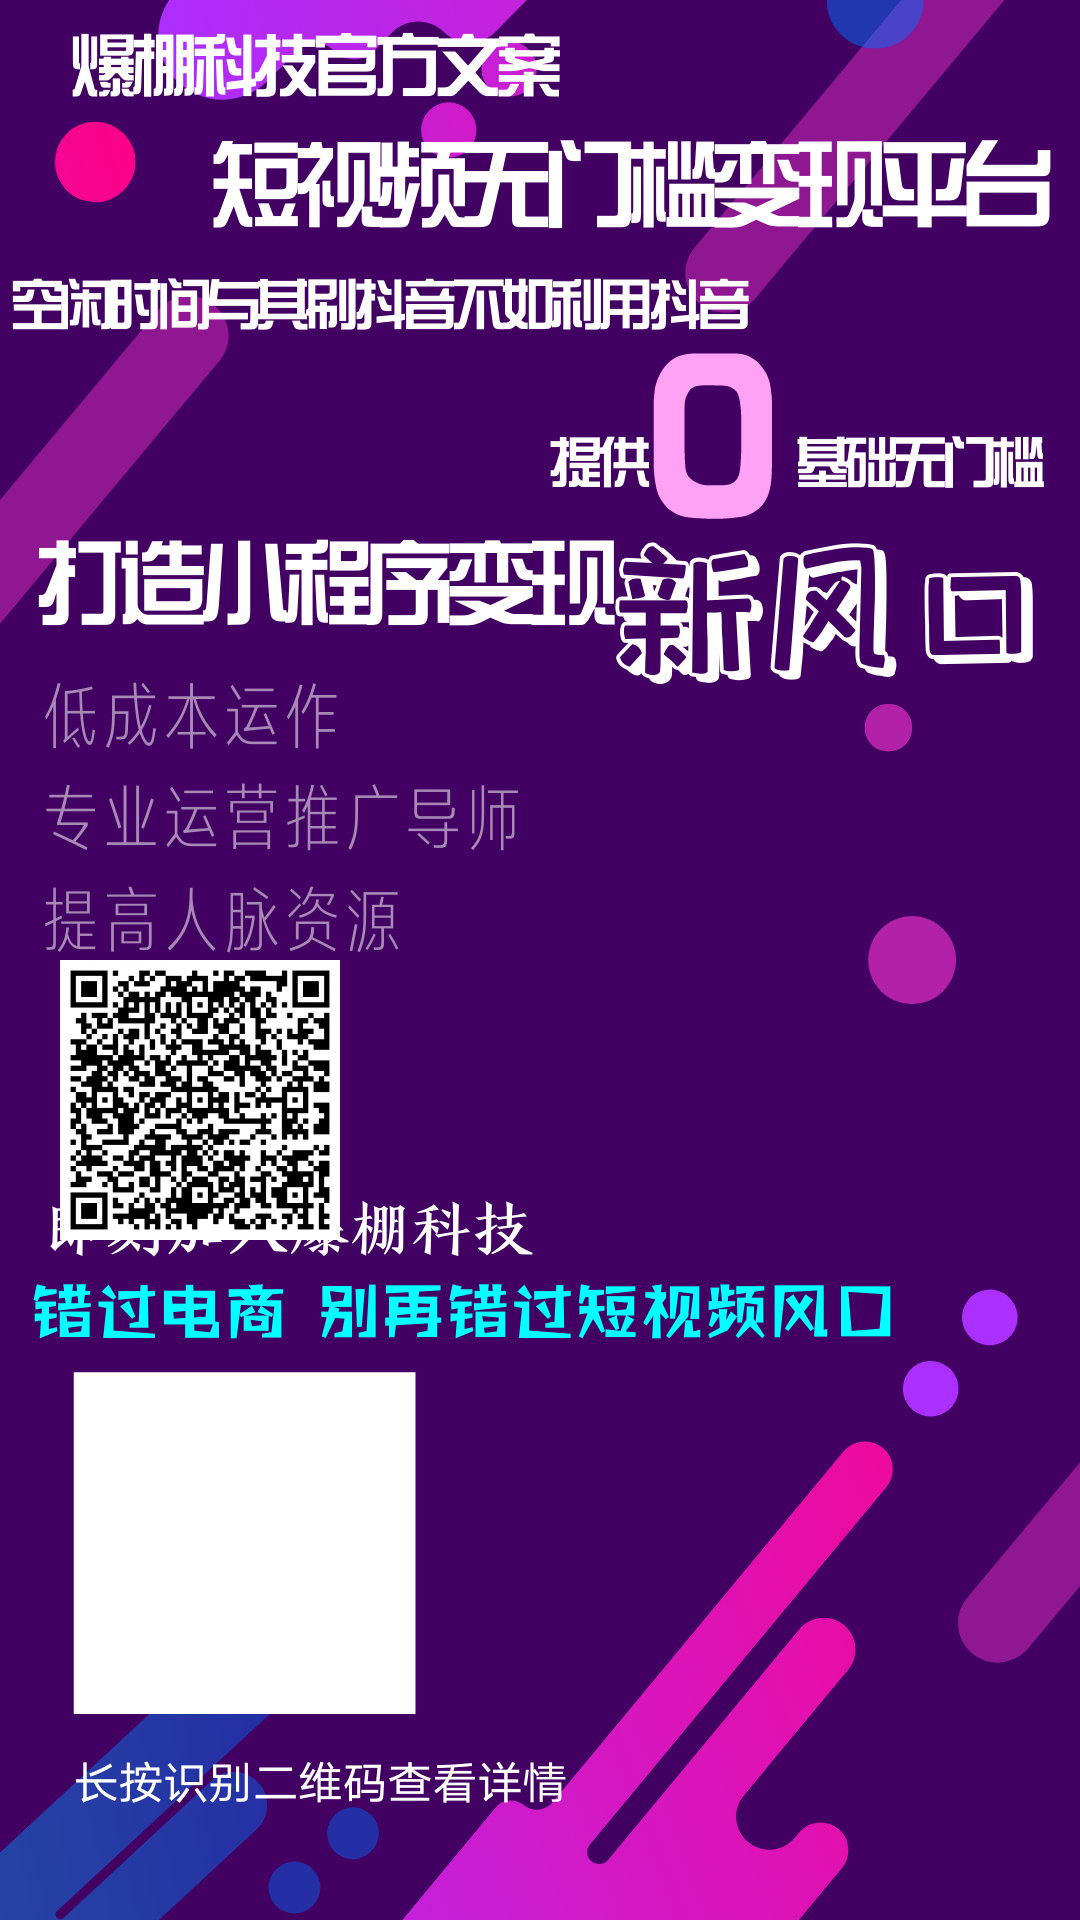 爆棚科技官方文案
短视频无门槛变现平台
空闲时间与其刷抖音不如利用抖音
提供0基础无门槛
打造小程序变现新风口
低成本运作
专业运营推广导师
提高人脉资源
即刻加入爆棚科技
错过电商 别再错过短视频风口
长按识别二维码查看详情